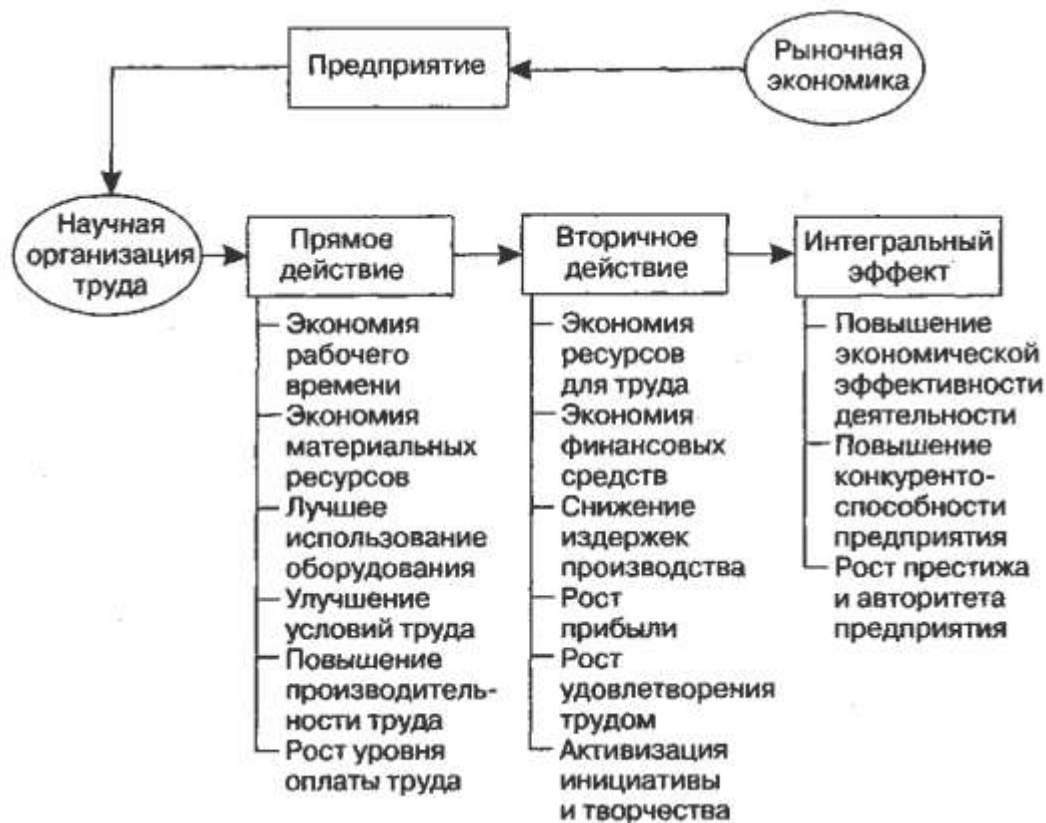 Предприятие
Рыночная
экономика
Научная
организация
труда
Прямое
действие
Вторичное
действие
Интегральный
эффект
Экономия
рабочего
времени
Экономия
материальных
ресурсов
Лучшее
использование
оборудования
Улучшение
условий труда
Повышение
производитель-
ности труда
Рост уровня
оплаты труда
Экономия
ресурсов
для труда
Экономия
финансовых
средств
Снижение
издержек
производства
Рост
прибыли
Рост
удовлетворения
трудом
Активизация
инициативы
и творчества
Повышение
экономической
эффективности
деятельности
Повышение
конкуренто-
способности
предприятия
Рост престижа
и авторитета
предприятия